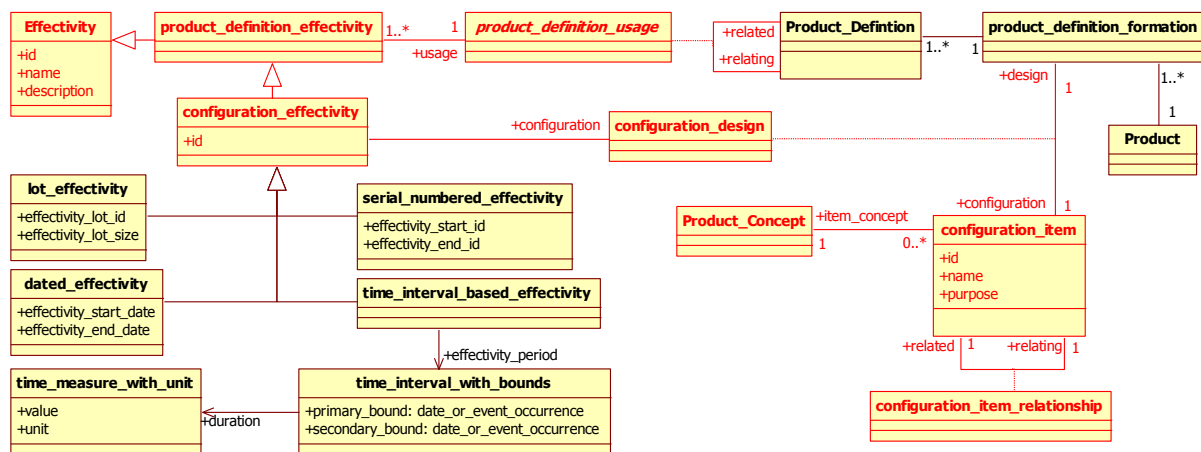 Effectivity
+id
+name
+description
product_definition_effectivity
1..*
1
+usage
product_definition_usage
+related
+relating
Product_Defintion
1..*
1
product_definition_formation
+design
1
1..*
1
Product
configuration_effectivity
+id
+configuration
configuration_design
lot_effectivity
+effectivity_lot_id
+effectivity_lot_size
serial_numbered_effectivity
+effectivity_start_id
+effectivity_end_id
Product_Concept
+item_concept
1
0..*
+configuration
1
configuration_item
+id
+name
+purpose
dated_effectivity
+effectivity_start_date
+effectivity_end_date
time_interval_based_effectivity
+effectivity_period
+related
1
+relating
1
time_measure_with_unit
+value
+unit
+duration
time_interval_with_bounds
+primary_bound: date_or_event_occurrence
+secondary_bound: date_or_event_occurrence
configuration_item_relationship